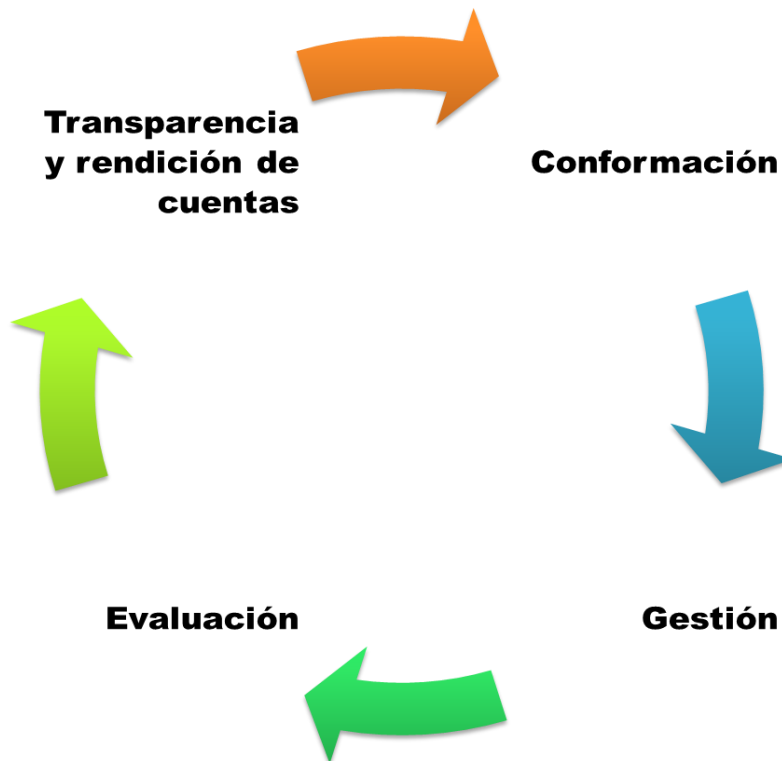 Transparencia
y rendición de
cuentas
Conformación
Evaluación
Gestión